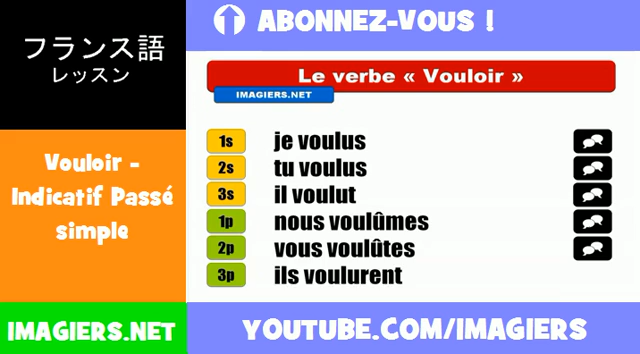 フランス語
レッスン
Vouloir -
Indicatif Passé
simple
IMAGIERS.NET
ABONNEZ-VOUS !
Le verbe « Vouloir »
IMAGIERS.NET
1s je voulus
2s tu voulus
3s il voulut
1p nous voulûmes
2p vous voulûtes
3p ils voulurent
YOUTUBE.COM/IMAGIERS